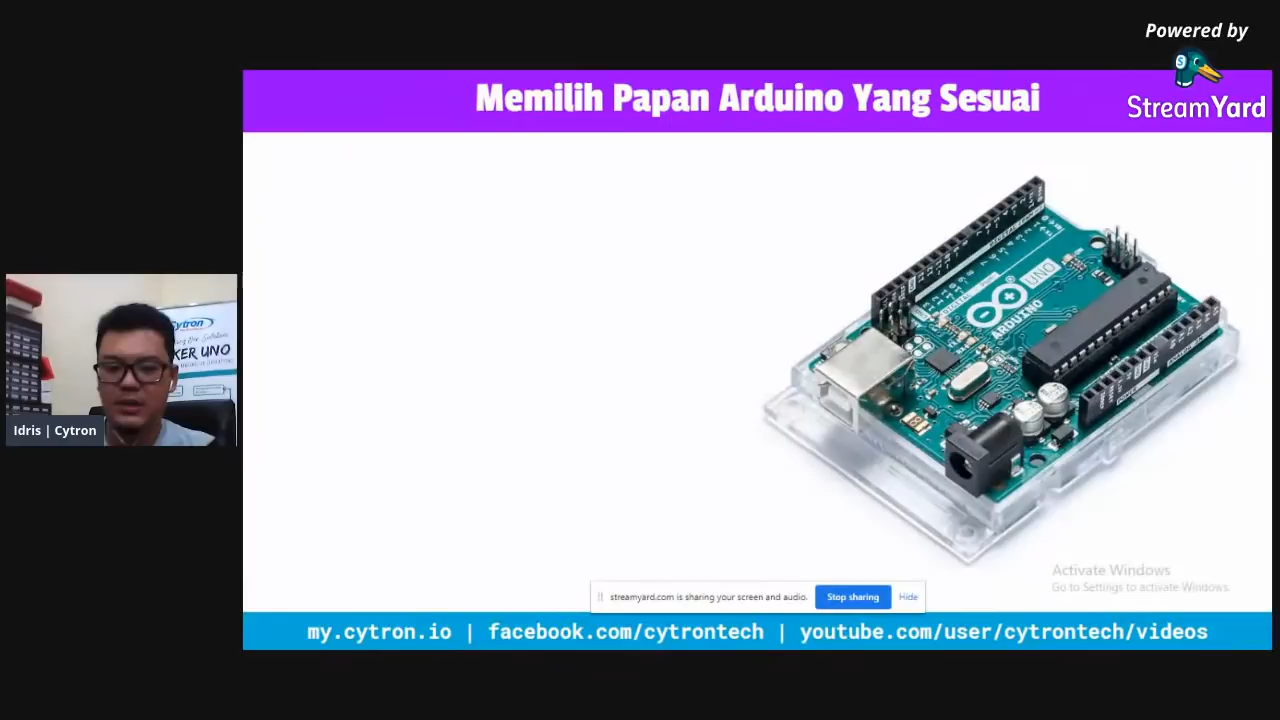 Powered by
StreamYard
Memilih Papan Arduino Yang Sesuai
UNO
ARDUINO
Cytron
KER UNO
Idris | Cytron
Activate Windows
Go to Settings to activate Windows.
streamyard.com is sharing your screen and audio.
Stop sharing
Hide
my.cytron.io | facebook.com/cytrontech | youtube.com/user/cytrontech/videos